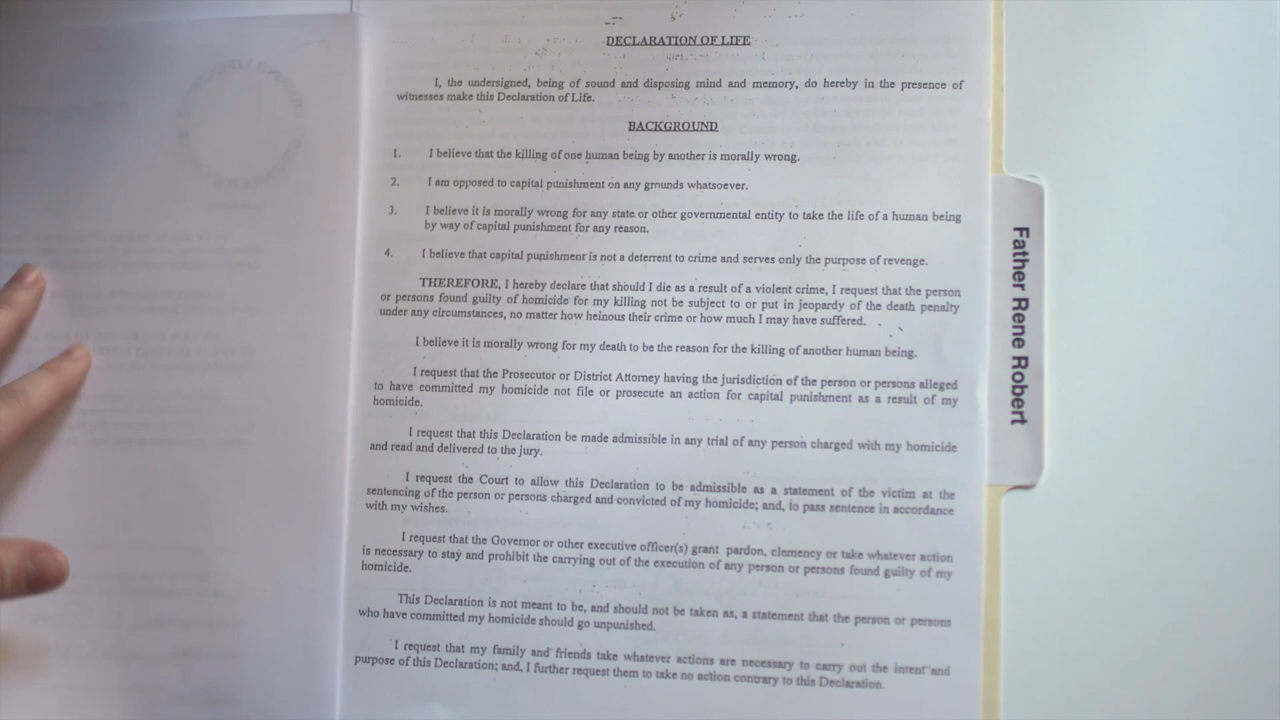 DECLARATION OF LIFE
I, the undersigned, being of sound and disposing mind and memory, do hereby in the presence of
witnesses make this Declaration of Life.
BACKGROUND
1. I believe that the killing of one human being by another is morally wrong.
2. I am opposed to capital punishment on any grounds whatsoever.
3. I believe it is morally wrong for any state or other governmental entity to take the life of a human being
by way of capital punishment for any reason.
4. I believe that capital punishment is not a deterrent to crime and serves only the purpose of revenge.
THEREFORE, I hereby declare that should I die as a result of a violent crime, I request that the person
or persons found guilty of homicide for my killing not be subject to or put in jeopardy of the death penalty
under any circumstances, no matter how heinous their crime or how much I may have suffered.
I believe it is morally wrong for my death to be the reason for the killing of another human being.
I request that the Prosecutor or District Attorney having the jurisdiction of the person or persons alleged
to have committed my homicide not file or prosecute an action for capital punishment as a result of my
homicide.
I request that this Declaration be made admissible in any trial of any person charged with my homicide
and read and delivered to the jury.
I request the Court to allow this Declaration to be admissible as a statement of the victim at the
sentencing of the person or persons charged and convicted of my homicide; and, to pass sentence in accordance
with my wishes.
I request that the Governor or other executive officer(s) grant pardon, clemency or take whatever action
is necessary to stay and prohibit the carrying out of the execution of any person or persons found guilty of my
homicide.
This Declaration is not meant to be, and should not be taken as, a statement that the person or persons
who have committed my homicide should go unpunished.
I request that my family and friends take whatever actions are necessary to carry out the intent and
purpose of this Declaration; and, I further request them to take no action contrary to this Declaration.
Father Rene Robert